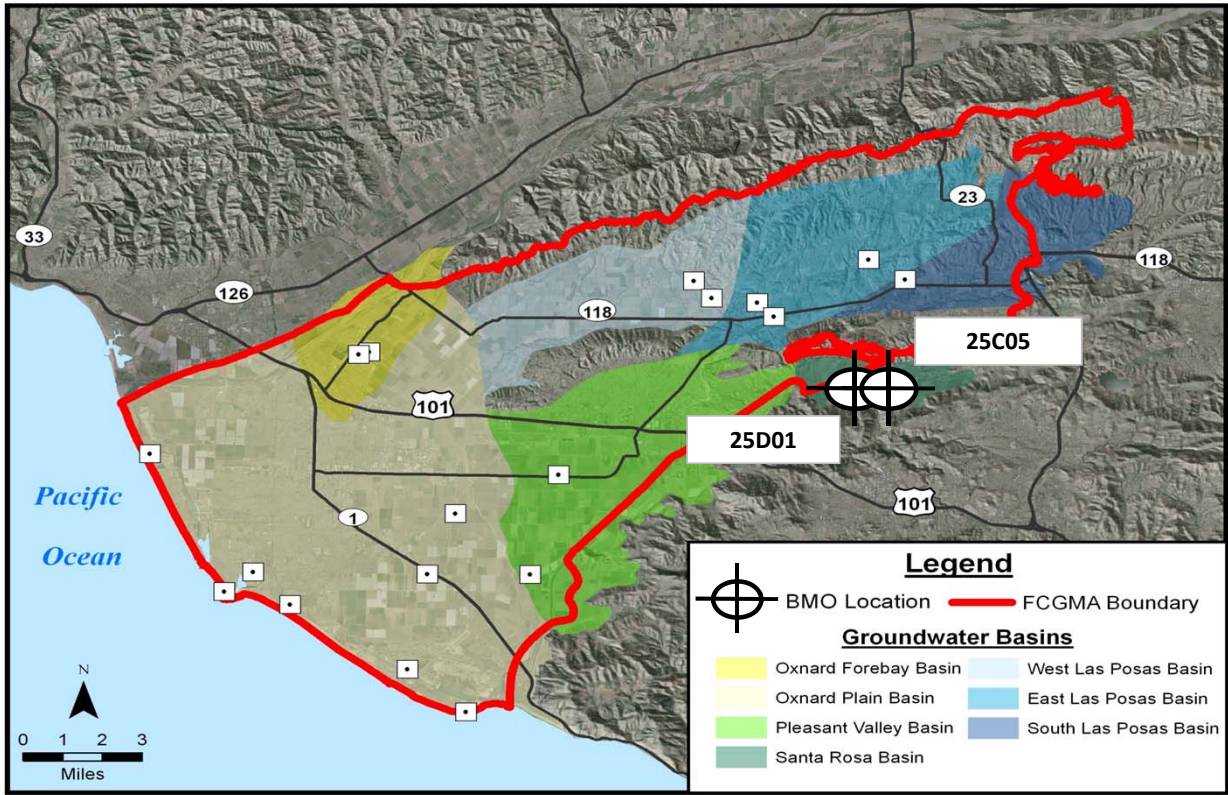 33
126
118
23
118
25C05
101
25D01
101
1
Pacific
Ocean
N
0 1 2 3
Miles
Legend
BMO Location
FCGMA Boundary
Groundwater Basins
Oxnard Forebay Basin
West Las Posas Basin
Oxnard Plain Basin
East Las Posas Basin
Pleasant Valley Basin
South Las Posas Basin
Santa Rosa Basin